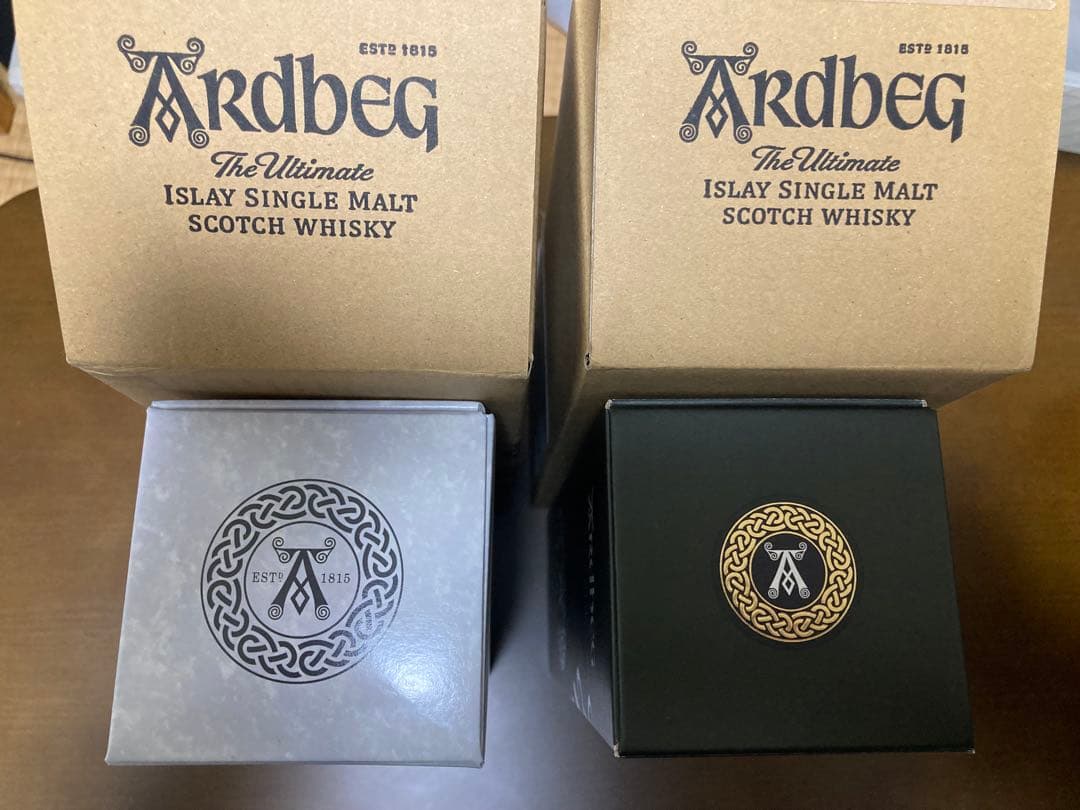 ESTD 1815
ARDBEG
The Ultimate
ISLAY SINGLE MALT
SCOTCH WHISKY
ESTD 1815
ARDBEG
The Ultimate
ISLAY SINGLE MALT
SCOTCH WHISKY
ESTD A 1815
A